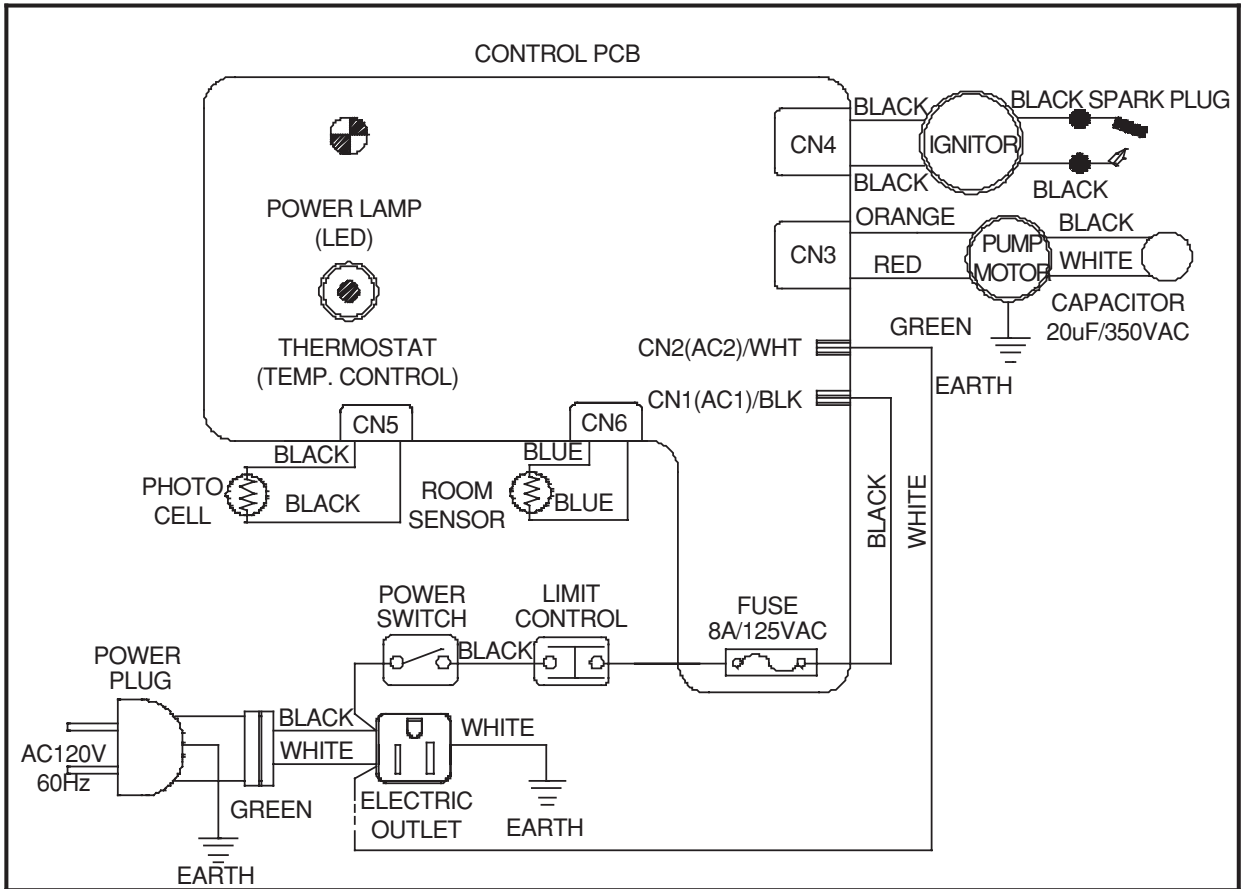 CONTROL PCB
POWER LAMP
(LED)
THERMOSTAT
(TEMP. CONTROL)
CN4
BLACK
BLACK
IGNITOR
BLACK SPARK PLUG
BLACK
CN3
ORANGE
RED
PUMP
MOTOR
BLACK
WHITE
CAPACITOR
20uF/350VAC
GREEN
EARTH
CN2(AC2)/WHT
CN1(AC1)/BLK
BLACK
WHITE
CN5
BLACK
BLACK
PHOTO
CELL
CN6
BLUE
BLUE
ROOM
SENSOR
POWER
SWITCH
BLACK
LIMIT
CONTROL
FUSE
8A/125VAC
POWER
PLUG
AC120V
60Hz
BLACK
WHITE
GREEN
EARTH
ELECTRIC
OUTLET
WHITE
EARTH